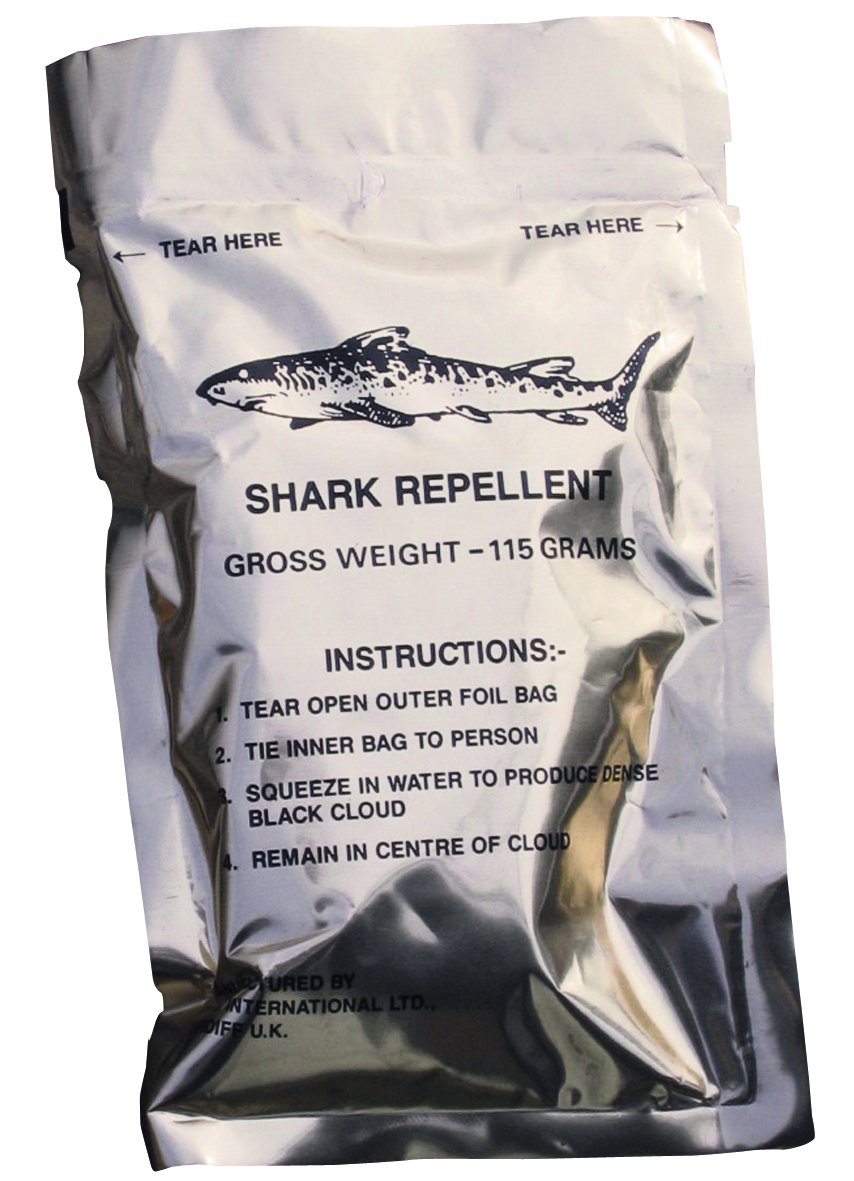 ← TEAR HERE TEAR HERE →
SHARK REPELLENT
GROSS WEIGHT – 115 GRAMS
INSTRUCTIONS:-
1. TEAR OPEN OUTER FOIL BAG
2. TIE INNER BAG TO PERSON
3. SQUEEZE IN WATER TO PRODUCE DENSE
BLACK CLOUD
4. REMAIN IN CENTRE OF CLOUD
BY
INTERNATIONAL LTD.,
U.K.